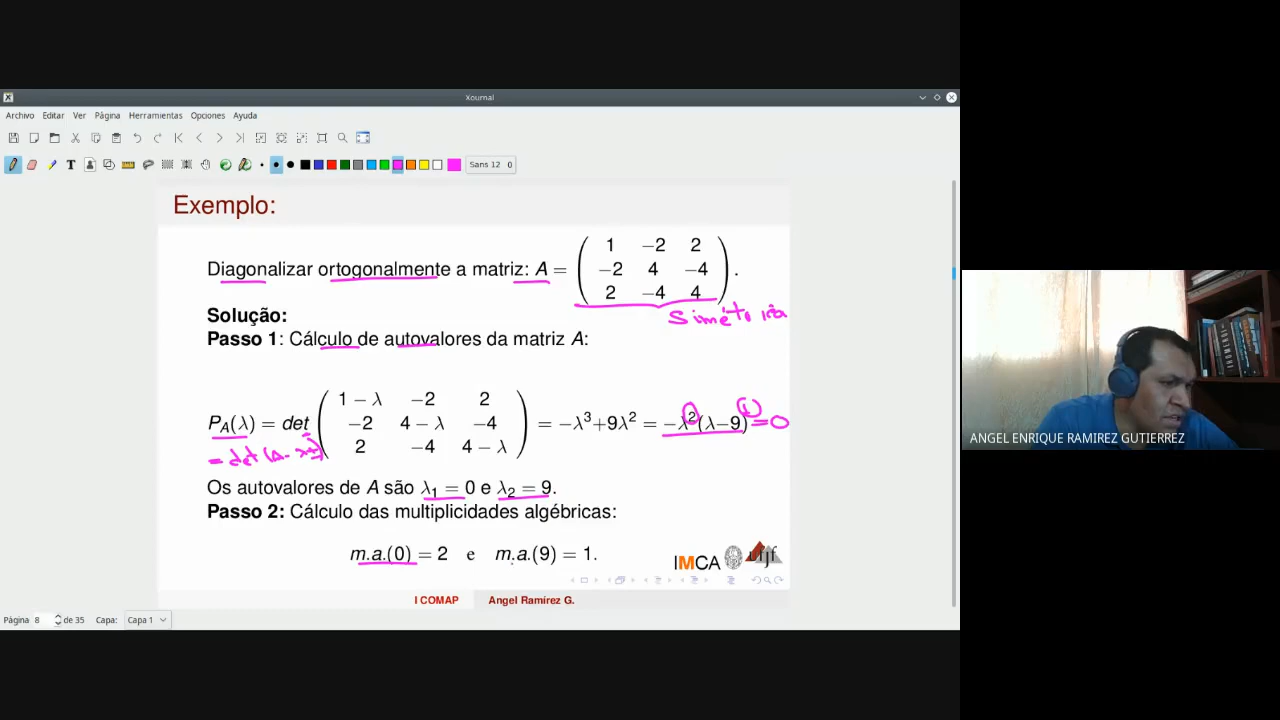 Xournal
Archivo Editar Ver Página Herramientas Opciones Ayuda
Sans 12 0
Exemplo:
Diagonalizar ortogonalmente a matriz: A = ( 1 −2 2
−2 4 −4
2 −4 4 ) .
Simétrica
Solução:
Passo 1: Cálculo de autovalores da matriz A:
P_A(λ) = det ( 1 − λ −2 2
−2 4 − λ −4
2 −4 4 − λ ) = −λ³+9λ² = −λ²(λ−9) = 0
= det(A − λI)
Os autovalores de A são λ₁ = 0 e λ₂ = 9.
Passo 2: Cálculo das multiplicidades algébricas:
m.a.(0) = 2 e m.a.(9) = 1.
IMCA ufjf
I COMAP Angel Ramírez G.
Página 8 de 35 Capa: Capa 1
ANGEL ENRIQUE RAMIREZ GUTIERREZ